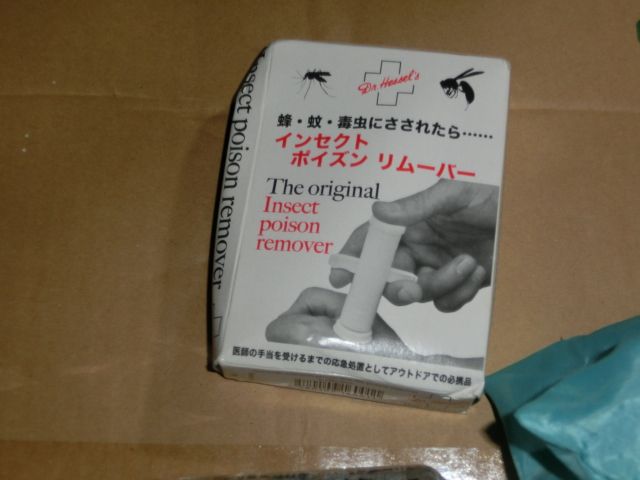 Dr. Hessel's
蜂・蚊・毒虫にさされたら……
インセクト
ポイズン リムーバー
The original
Insect
poison
remover
医師の手当を受けるまでの応急処置としてアウトドアでの必携品
Insect poison remover